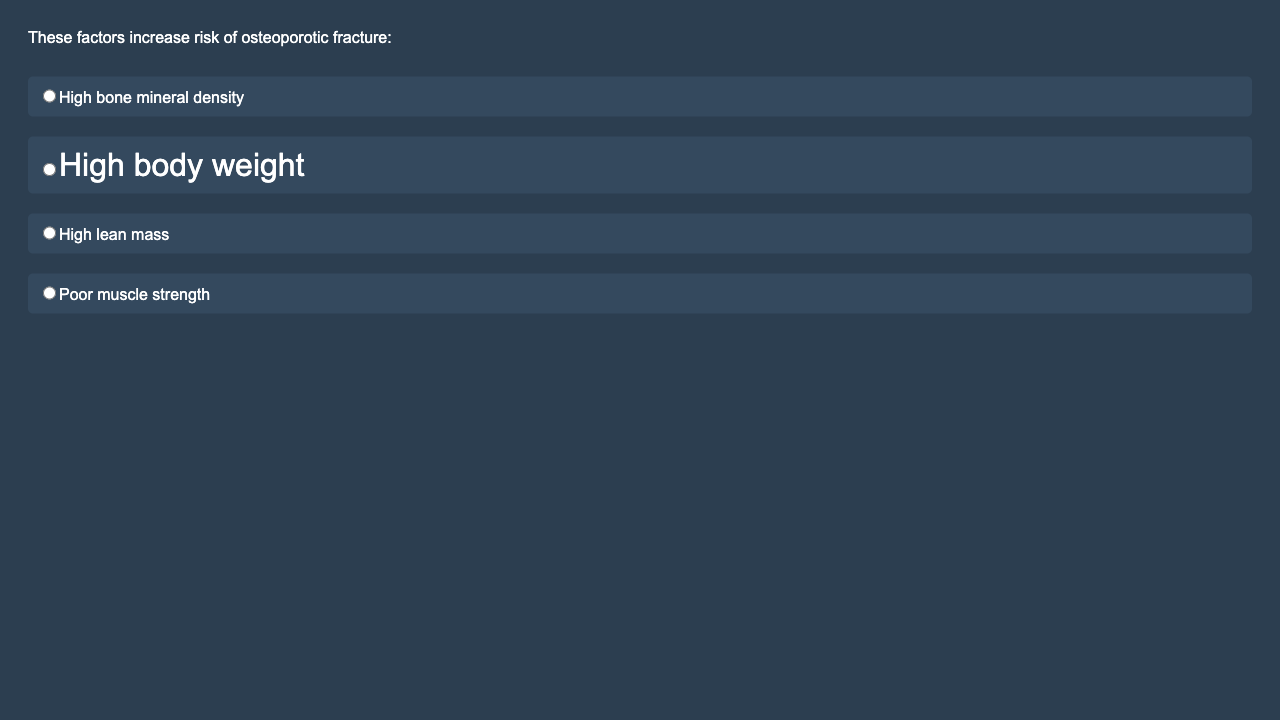 These factors increase risk of osteoporotic fracture:
High bone mineral density
High body weight
High lean mass
Poor muscle strength